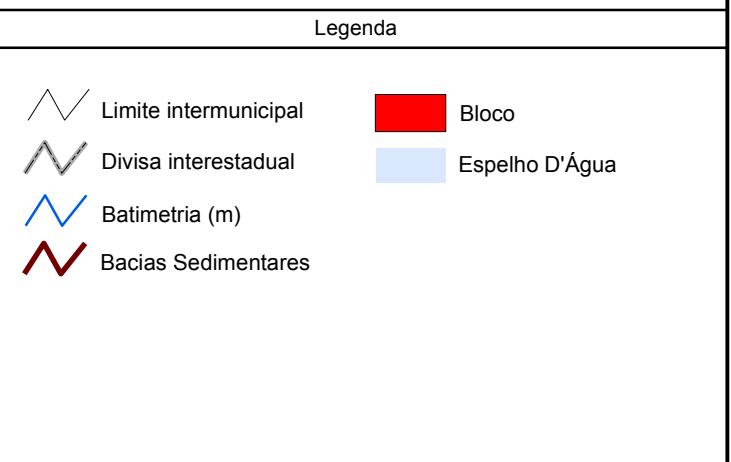 Legenda
Limite intermunicipal
Divisa interestadual
Batimetria (m)
Bacias Sedimentares
Bloco
Espelho D'Água